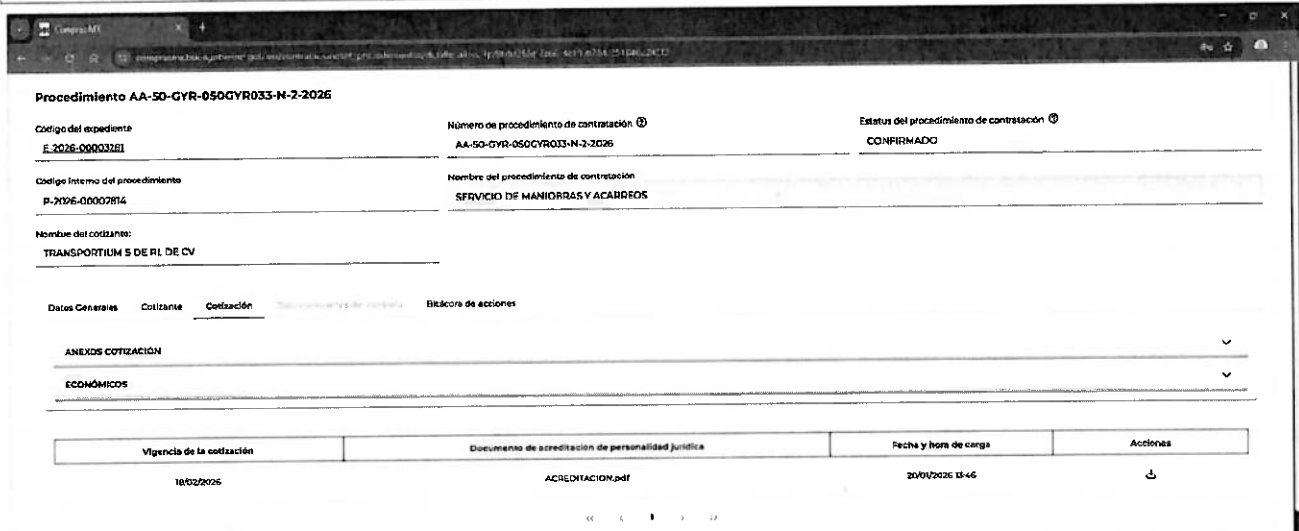 ComprasMX
Procedimiento AA-50-GYR-050GYR033-N-2-2026
Código del expediente
E-2026-00003281
Número de procedimiento de contratación
AA-50-GYR-050GYR033-N-2-2026
Estatus del procedimiento de contratación
CONFIRMADO
Código interno del procedimiento
P-2026-00002814
Nombre del procedimiento de contratación
SERVICIO DE MANIOBRAS Y ACARREOS
Nombre del cotizante:
TRANSPORTIUM S DE RL DE CV
Datos Generales Cotizante Cotización Bitácora de acciones
ANEXOS COTIZACIÓN
ECONÓMICOS
Vigencia de la cotización Documento de acreditación de personalidad jurídica Fecha y hora de carga Acciones
18/02/2026 ACREDITACION.pdf 20/01/2026 13:46
<< < 1 > >>